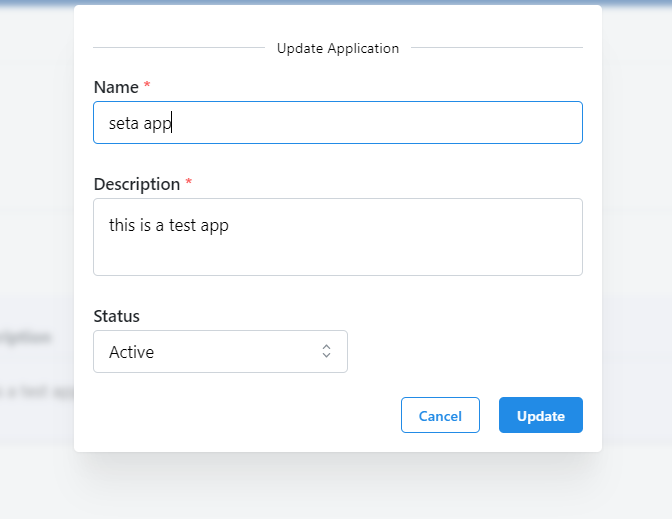 Update Application
Name *
seta app
Description *
this is a test app
Status
Active
Cancel
Update